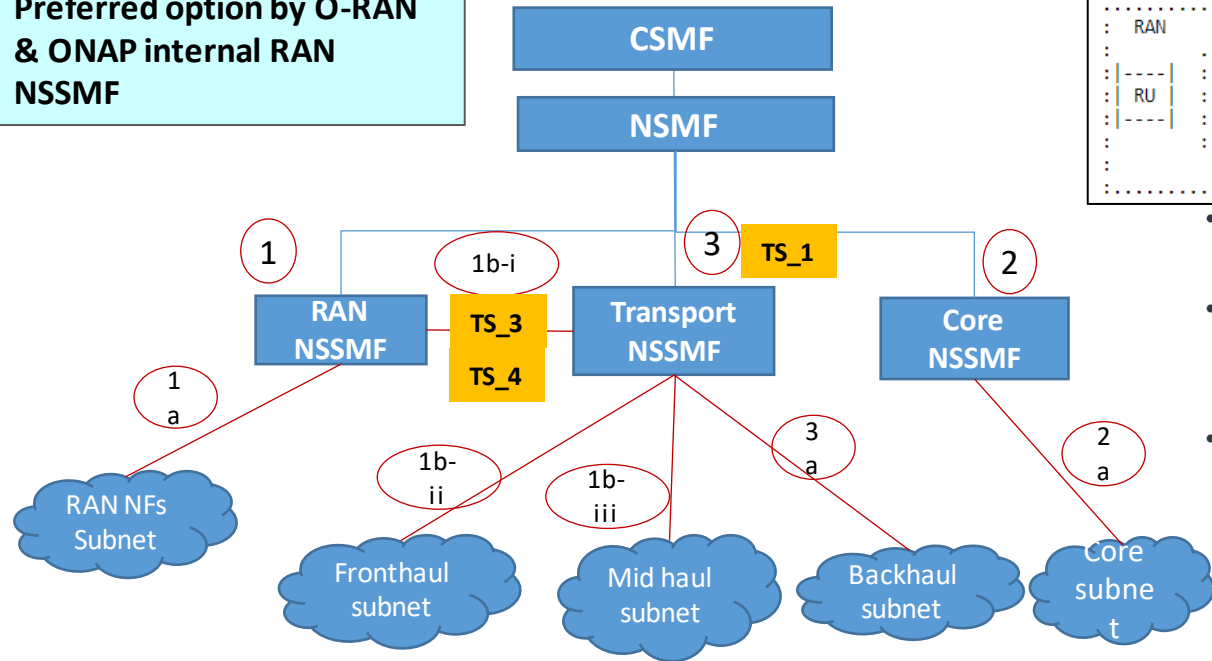 Preferred option by O-RAN
& ONAP internal RAN
NSSMF
CSMF
NSMF
RAN
RU
1
1b-i
3
TS_1
2
RAN
NSSMF
TS_3
TS_4
Transport
NSSMF
Core
NSSMF
1
a
1b-
ii
1b-
iii
3
a
2
a
RAN NFs
Subnet
Fronthaul
subnet
Mid haul
subnet
Backhaul
subnet
Core
subne
t